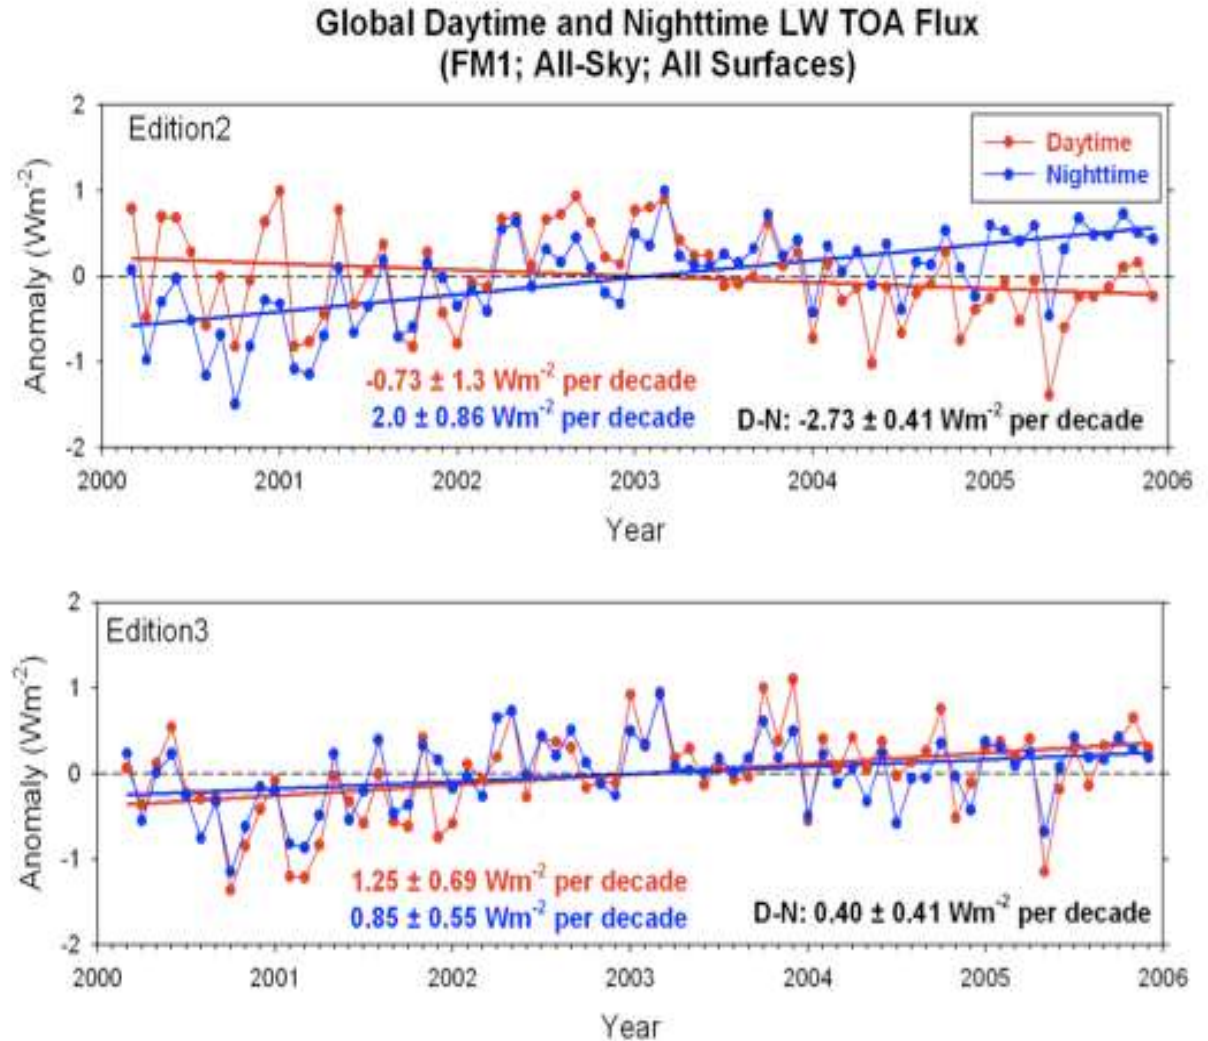 Global Daytime and Nighttime LW TOA Flux
(FM1; All-Sky; All Surfaces)
Edition2
Daytime
Nighttime
2
1
0
-1
-2
Anomaly (Wm⁻²)
-0.73 ± 1.3 Wm⁻² per decade
2.0 ± 0.86 Wm⁻² per decade
D-N: -2.73 ± 0.41 Wm⁻² per decade
2000 2001 2002 2003 2004 2005 2006
Year
Edition3
2
1
0
-1
-2
Anomaly (Wm⁻²)
1.25 ± 0.69 Wm⁻² per decade
0.85 ± 0.55 Wm⁻² per decade
D-N: 0.40 ± 0.41 Wm⁻² per decade
2000 2001 2002 2003 2004 2005 2006
Year